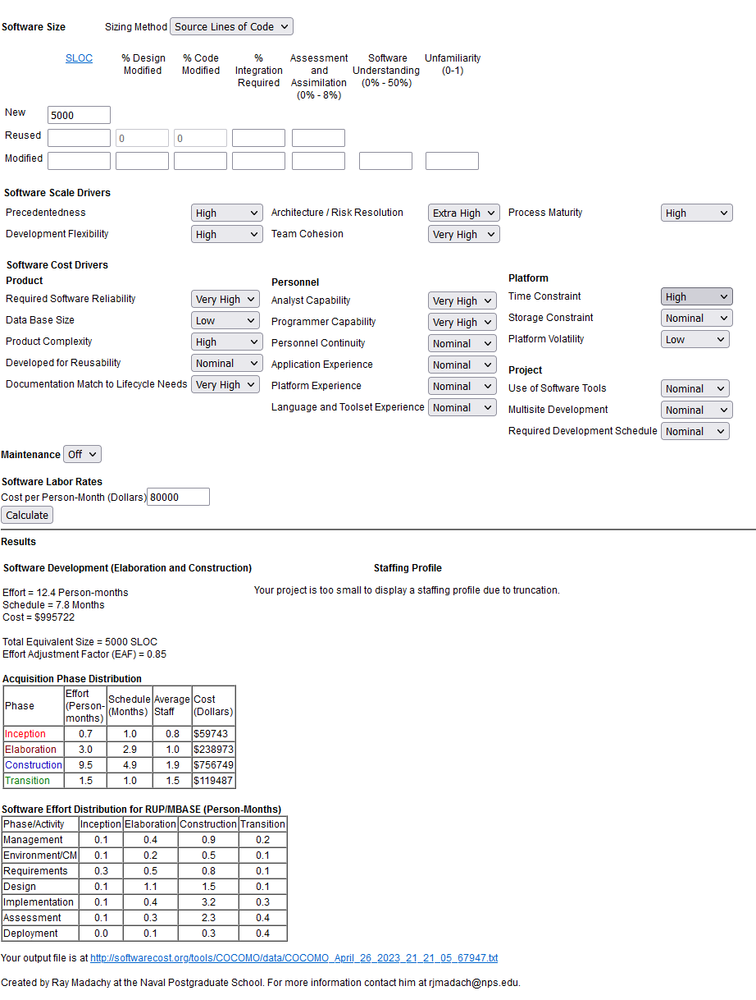 Software Size Sizing Method Source Lines of Code
SLOC % Design Modified % Code Modified % Integration Required Assessment and Assimilation (0% - 8%) Software Understanding (0% - 50%) Unfamiliarity (0-1)
New 5000
Reused 0 0
Modified
Software Scale Drivers
Precedentedness High Architecture / Risk Resolution Extra High Process Maturity High
Development Flexibility High Team Cohesion Very High
Software Cost Drivers
Product
Required Software Reliability Very High
Data Base Size Low
Product Complexity High
Developed for Reusability Nominal
Documentation Match to Lifecycle Needs Very High
Personnel
Analyst Capability Very High
Programmer Capability Very High
Personnel Continuity Nominal
Application Experience Nominal
Platform Experience Nominal
Language and Toolset Experience Nominal
Platform
Time Constraint High
Storage Constraint Nominal
Platform Volatility Low
Project
Use of Software Tools Nominal
Multisite Development Nominal
Required Development Schedule Nominal
Maintenance Off
Software Labor Rates
Cost per Person-Month (Dollars) 80000
Calculate
Results
Software Development (Elaboration and Construction)
Effort = 12.4 Person-months
Schedule = 7.8 Months
Cost = $995722
Total Equivalent Size = 5000 SLOC
Effort Adjustment Factor (EAF) = 0.85
Staffing Profile
Your project is too small to display a staffing profile due to truncation.
Acquisition Phase Distribution
Phase Effort (Person-months) Schedule (Months) Average Staff Cost (Dollars)
Inception 0.7 1.0 0.8 $59743
Elaboration 3.0 2.9 1.0 $238973
Construction 9.5 4.9 1.9 $756749
Transition 1.5 1.0 1.5 $119487
Software Effort Distribution for RUP/MBASE (Person-Months)
Phase/Activity Inception Elaboration Construction Transition
Management 0.1 0.4 0.9 0.2
Environment/CM 0.1 0.2 0.5 0.1
Requirements 0.3 0.5 0.8 0.1
Design 0.1 1.1 1.5 0.1
Implementation 0.1 0.4 3.2 0.3
Assessment 0.1 0.3 2.3 0.4
Deployment 0.0 0.1 0.3 0.4
Your output file is at http://softwarecost.org/tools/COCOMO/data/COCOMO_April_26_2023_21_21_05_67947.txt
Created by Ray Madachy at the Naval Postgraduate School. For more information contact him at rjmadach@nps.edu.